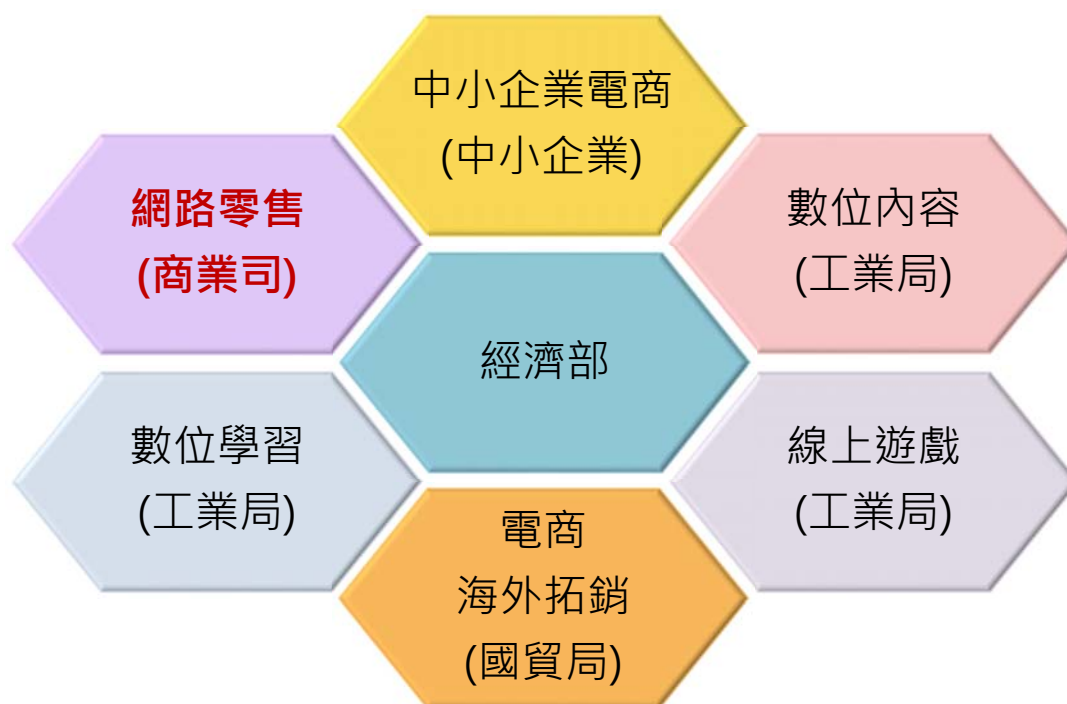 中小企業電商
(中小企業)
網路零售
(商業司)
數位內容
(工業局)
經濟部
數位學習
(工業局)
線上遊戲
(工業局)
電商
海外拓銷
(國貿局)